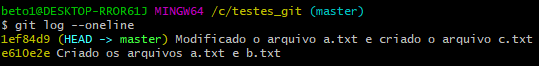 beto1@DESKTOP-RROR61J MINGW64 /c/testes_git (master)
$ git log --oneline
1ef84d9 (HEAD -> master) Modificado o arquivo a.txt e criado o arquivo c.txt
e610e2e Criado os arquivos a.txt e b.txt